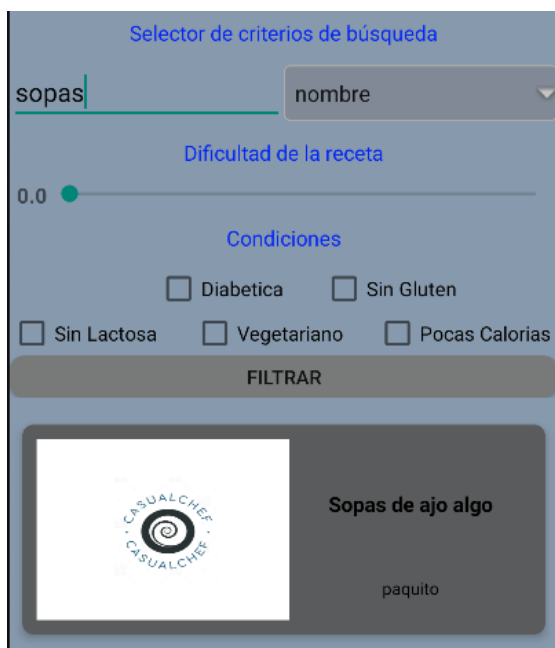 Selector de criterios de búsqueda
sopas
nombre
Dificultad de la receta
0.0
Condiciones
Diabetica
Sin Gluten
Sin Lactosa
Vegetariano
Pocas Calorias
FILTRAR
CASUALCHEF · CASUALCHEF ·
Sopas de ajo algo
paquito